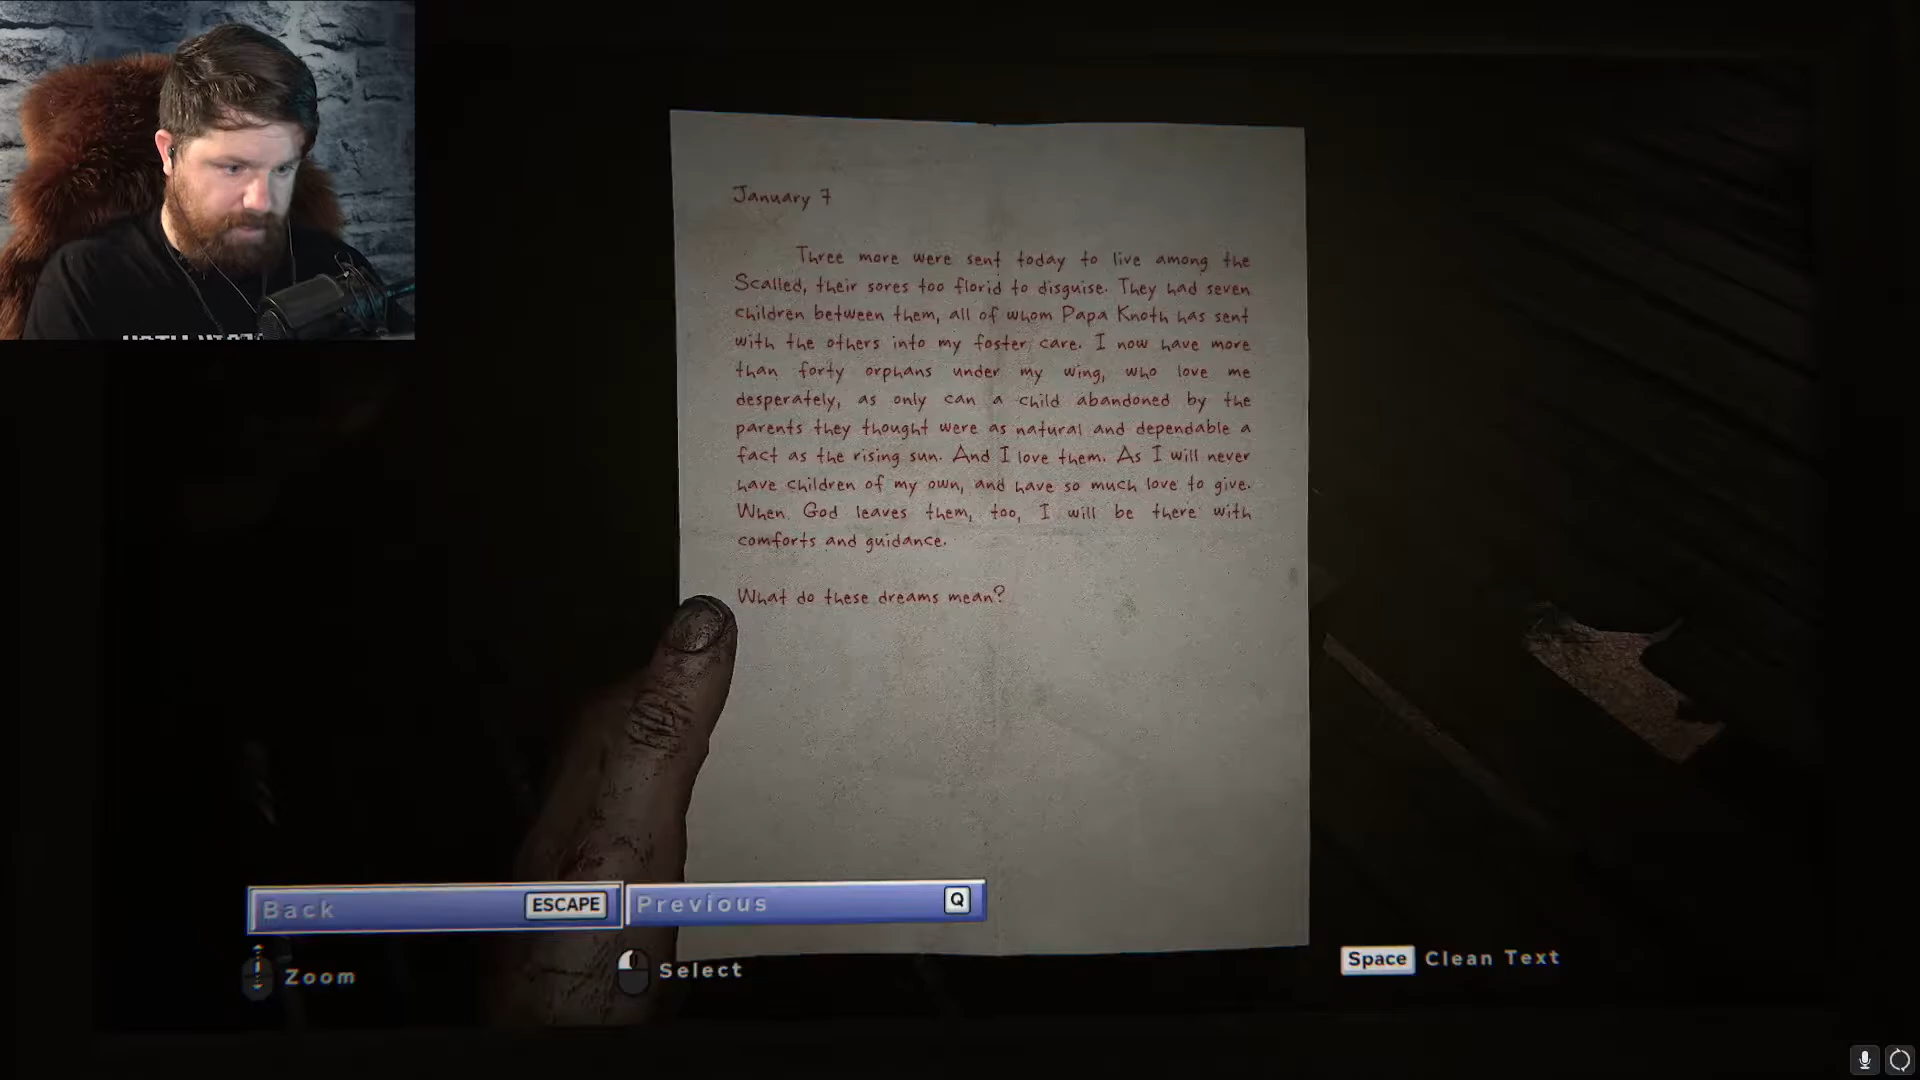 January 7
Three more were sent today to live among the
Scalled, their sores too florid to disguise. They had seven
children between them, all of whom Papa Knoth has sent
with the others into my foster care. I now have more
than forty orphans under my wing, who love me
desperately, as only can a child abandoned by the
parents they thought were as natural and dependable a
fact as the rising sun. And I love them. As I will never
have children of my own, and have so much love to give.
When God leaves them, too, I will be there with
comforts and guidance.
What do these dreams mean?
Back ESCAPE Previous Q
Zoom Select Space Clean Text